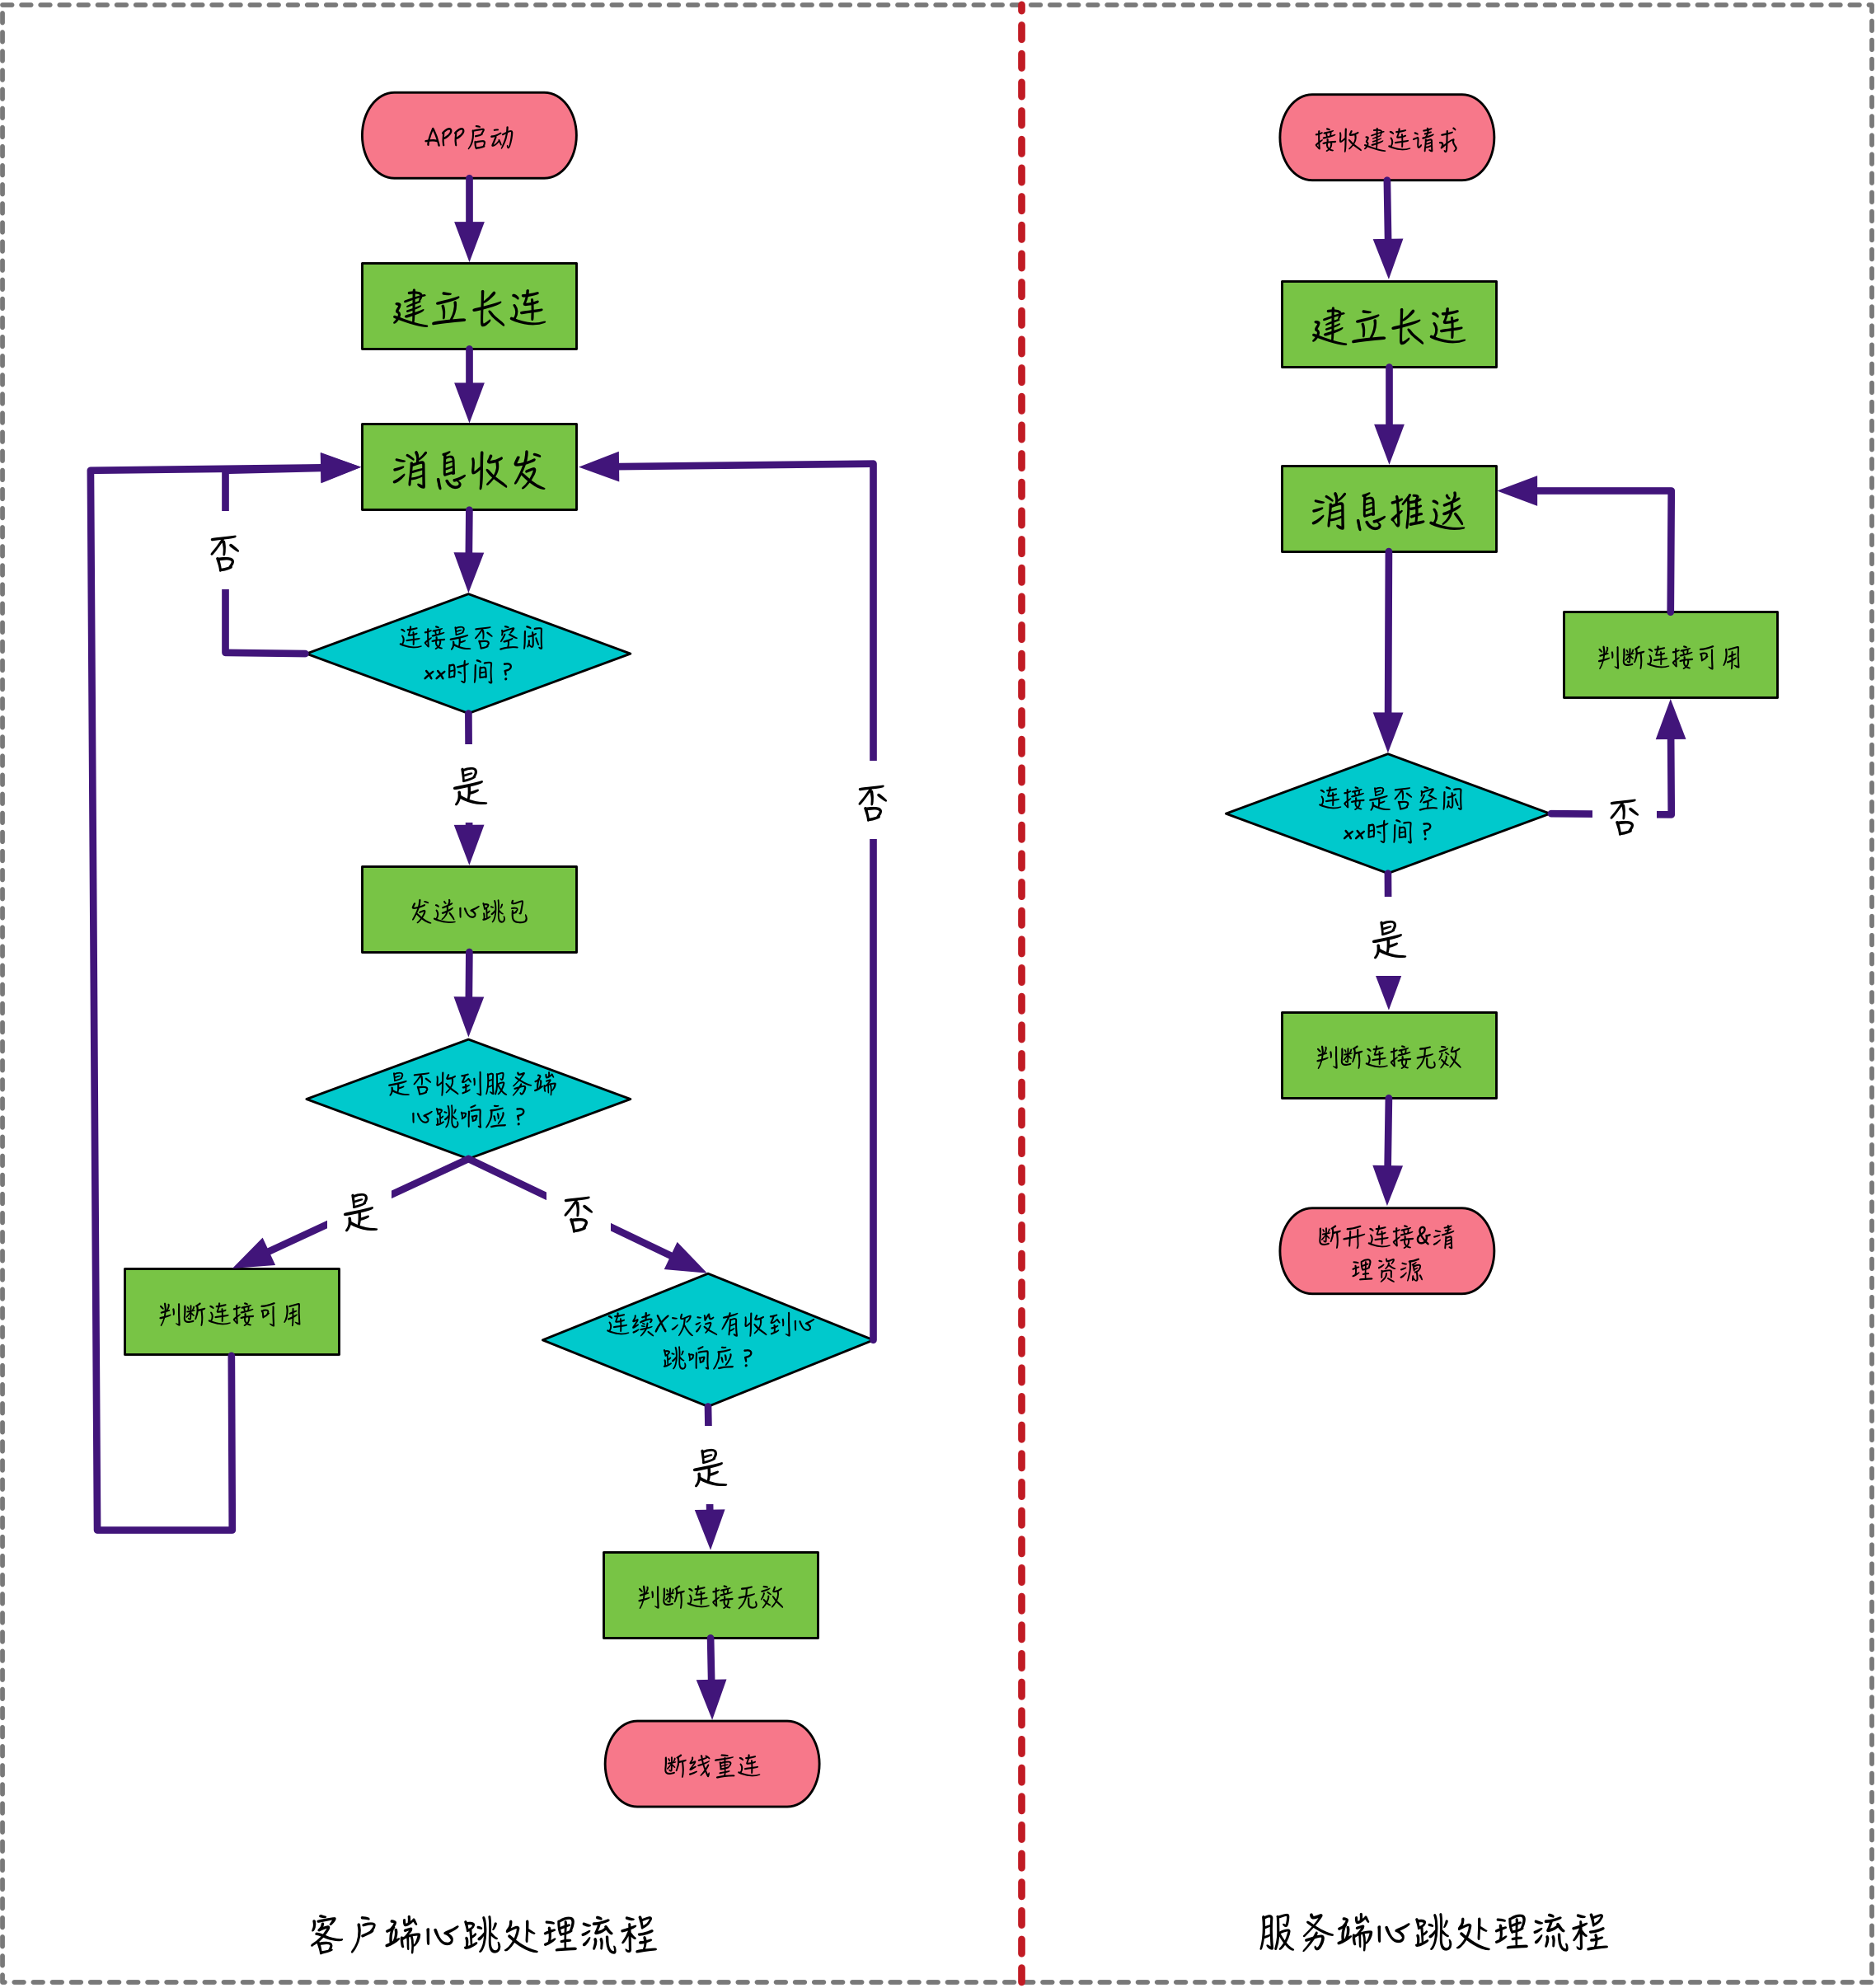 APP启动
建立长连
消息收发
否
连接是否空闲
xx时间？
是
发送心跳包
是否收到服务端
心跳响应？
是
否
否
判断连接可用
连续X次没有收到心
跳响应？
是
判断连接无效
断线重连
客户端心跳处理流程
接收建连请求
建立长连
消息推送
判断连接可用
连接是否空闲
xx时间？
否
是
判断连接无效
断开连接&清
理资源
服务端心跳处理流程